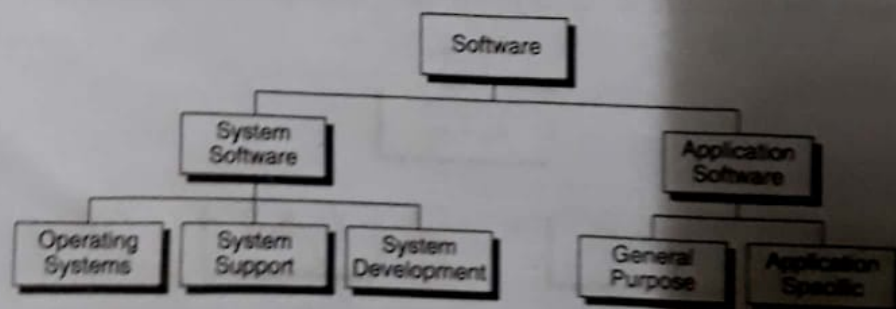 Software
System
Software
Application
Software
Operating
Systems
System
Support
System
Development
General
Purpose
Application
Specific